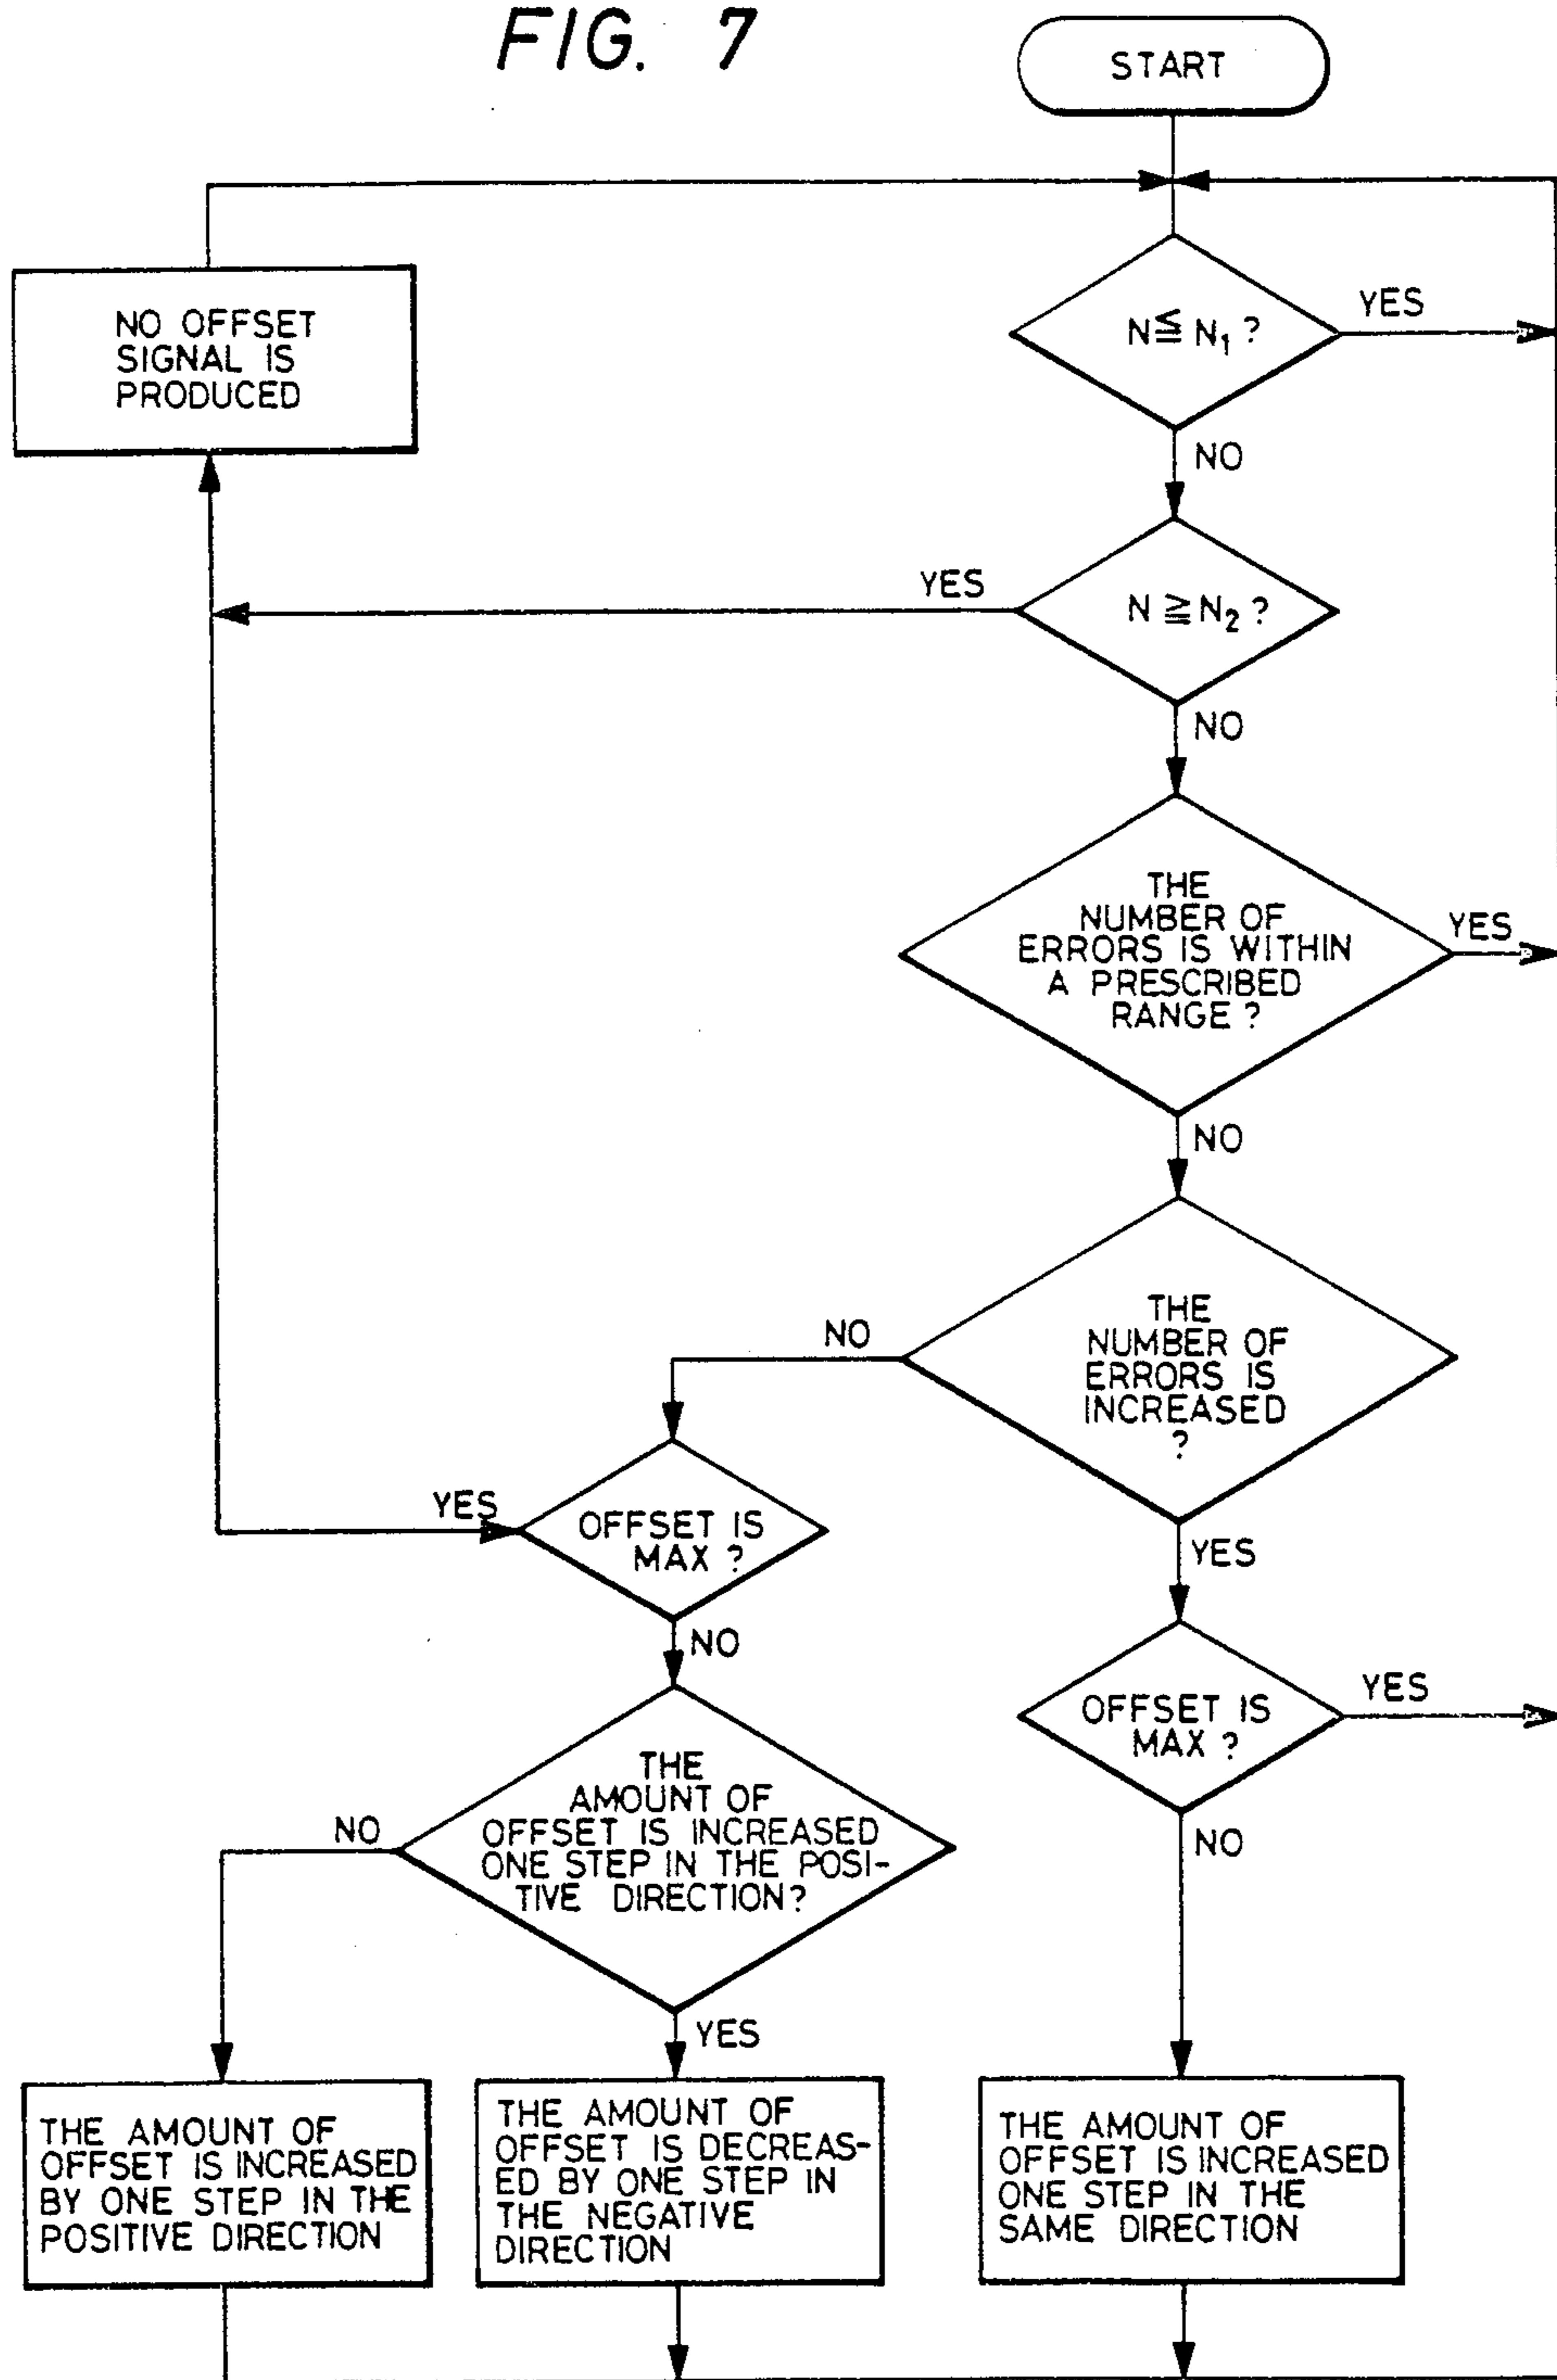 FIG. 7
START
NO OFFSET
SIGNAL IS
PRODUCED
N≦N₁?
YES
NO
YES
N≧N₂?
NO
THE
NUMBER OF
ERRORS IS WITHIN
A PRESCRIBED
RANGE?
YES
NO
THE
NUMBER OF
ERRORS IS
INCREASED
?
NO
YES
YES
OFFSET IS
MAX?
NO
OFFSET IS
MAX?
YES
NO
THE
AMOUNT OF
OFFSET IS INCREASED
ONE STEP IN THE POSI-
TIVE DIRECTION?
NO
YES
THE AMOUNT OF
OFFSET IS INCREASED
BY ONE STEP IN THE
POSITIVE DIRECTION
THE AMOUNT OF
OFFSET IS DECREAS-
ED BY ONE STEP IN
THE NEGATIVE
DIRECTION
THE AMOUNT OF
OFFSET IS INCREASED
ONE STEP IN THE
SAME DIRECTION